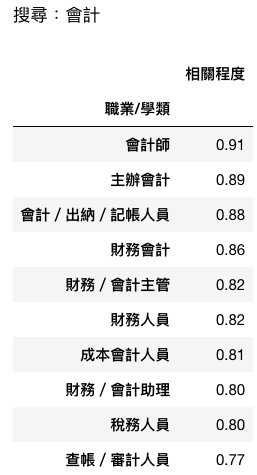 搜尋：會計
相關程度
職業/學類
會計師 0.91
主辦會計 0.89
會計 / 出納 / 記帳人員 0.88
財務會計 0.86
財務 / 會計主管 0.82
財務人員 0.82
成本會計人員 0.81
財務 / 會計助理 0.80
稅務人員 0.80
查帳 / 審計人員 0.77